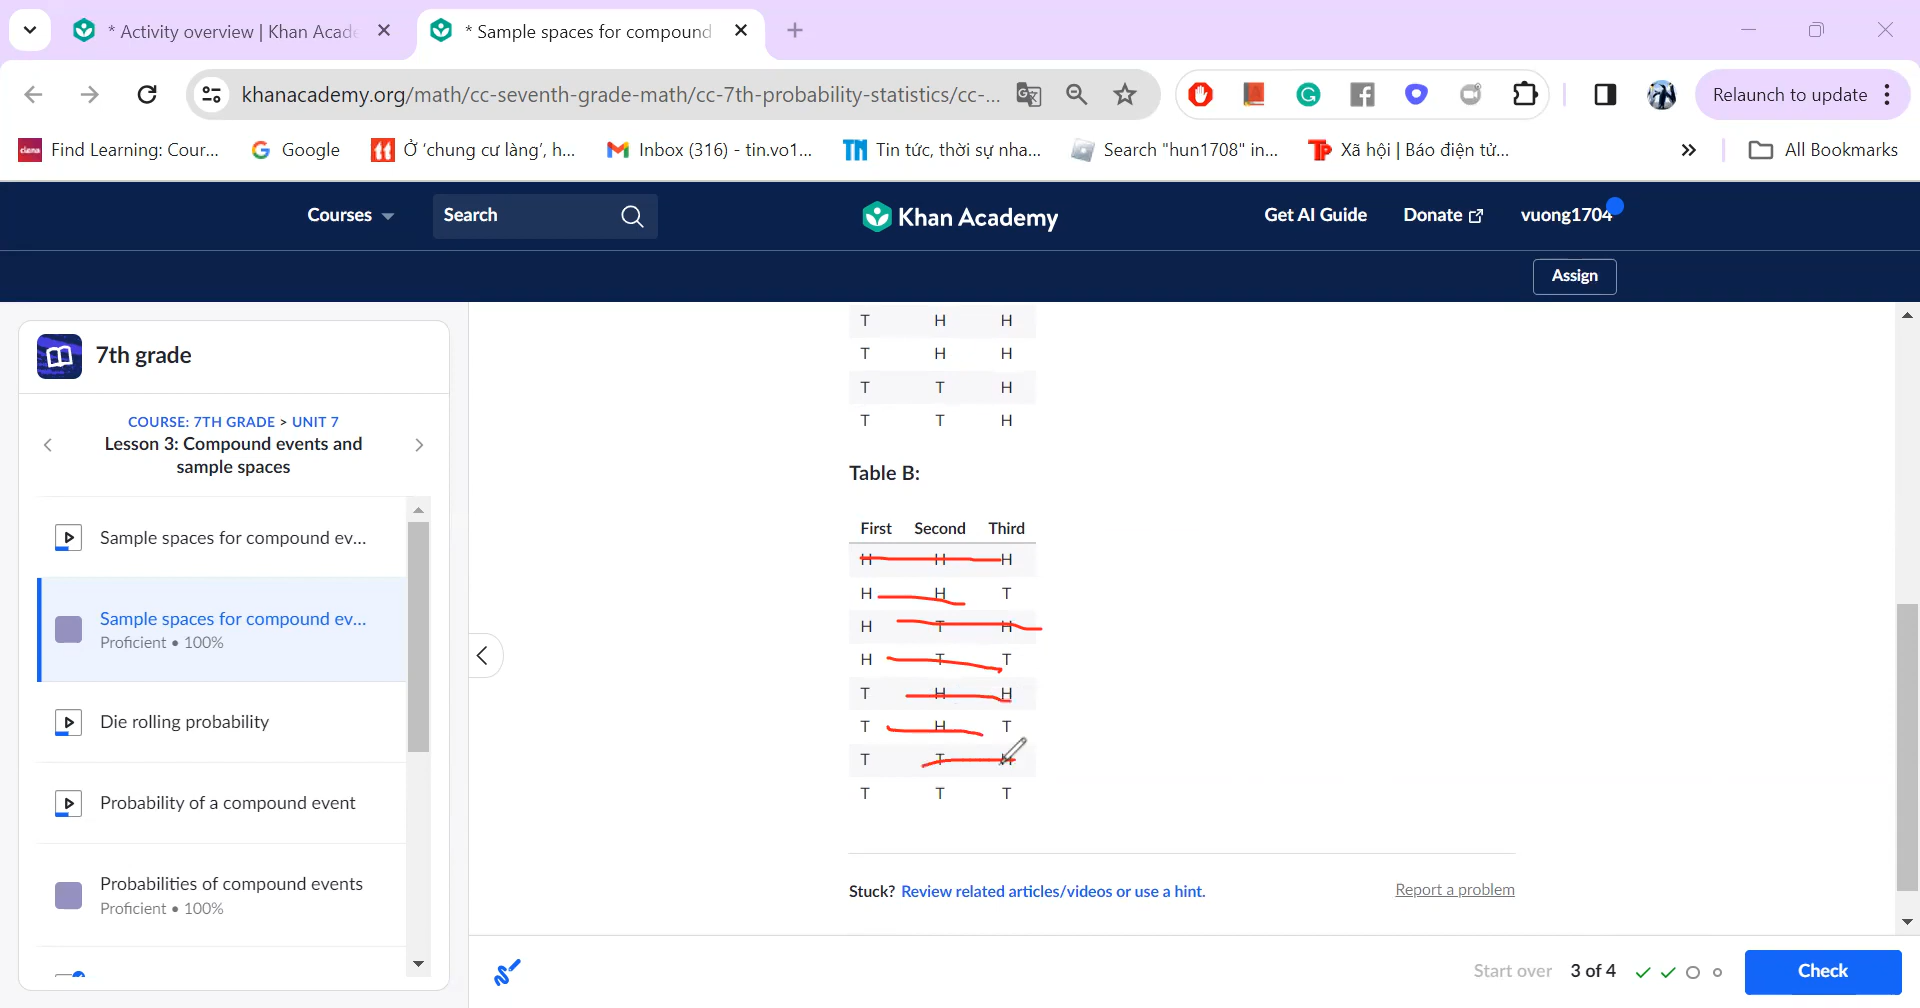 * Activity overview | Khan Acade
* Sample spaces for compound
khanacademy.org/math/cc-seventh-grade-math/cc-7th-probability-statistics/cc-...
Relaunch to update
ciena Find Learning: Cour...
Google
Ở ‘chung cư làng’, h...
Inbox (316) - tin.vo1...
TN Tin tức, thời sự nha...
Search "hun1708" in...
TP Xã hội | Báo điện tử...
All Bookmarks
Courses
Search
Khan Academy
Get AI Guide
Donate
vuong1704
Assign
7th grade
COURSE: 7TH GRADE > UNIT 7
Lesson 3: Compound events and
sample spaces
Sample spaces for compound ev...
Sample spaces for compound ev...
Proficient • 100%
Die rolling probability
Probability of a compound event
Probabilities of compound events
Proficient • 100%
T H H
T H H
T T H
T T H
Table B:
First Second Third
H H H
H H T
H T H
H T T
T H H
T H T
T T H
T T T
Stuck? Review related articles/videos or use a hint.
Report a problem
Start over
3 of 4
Check